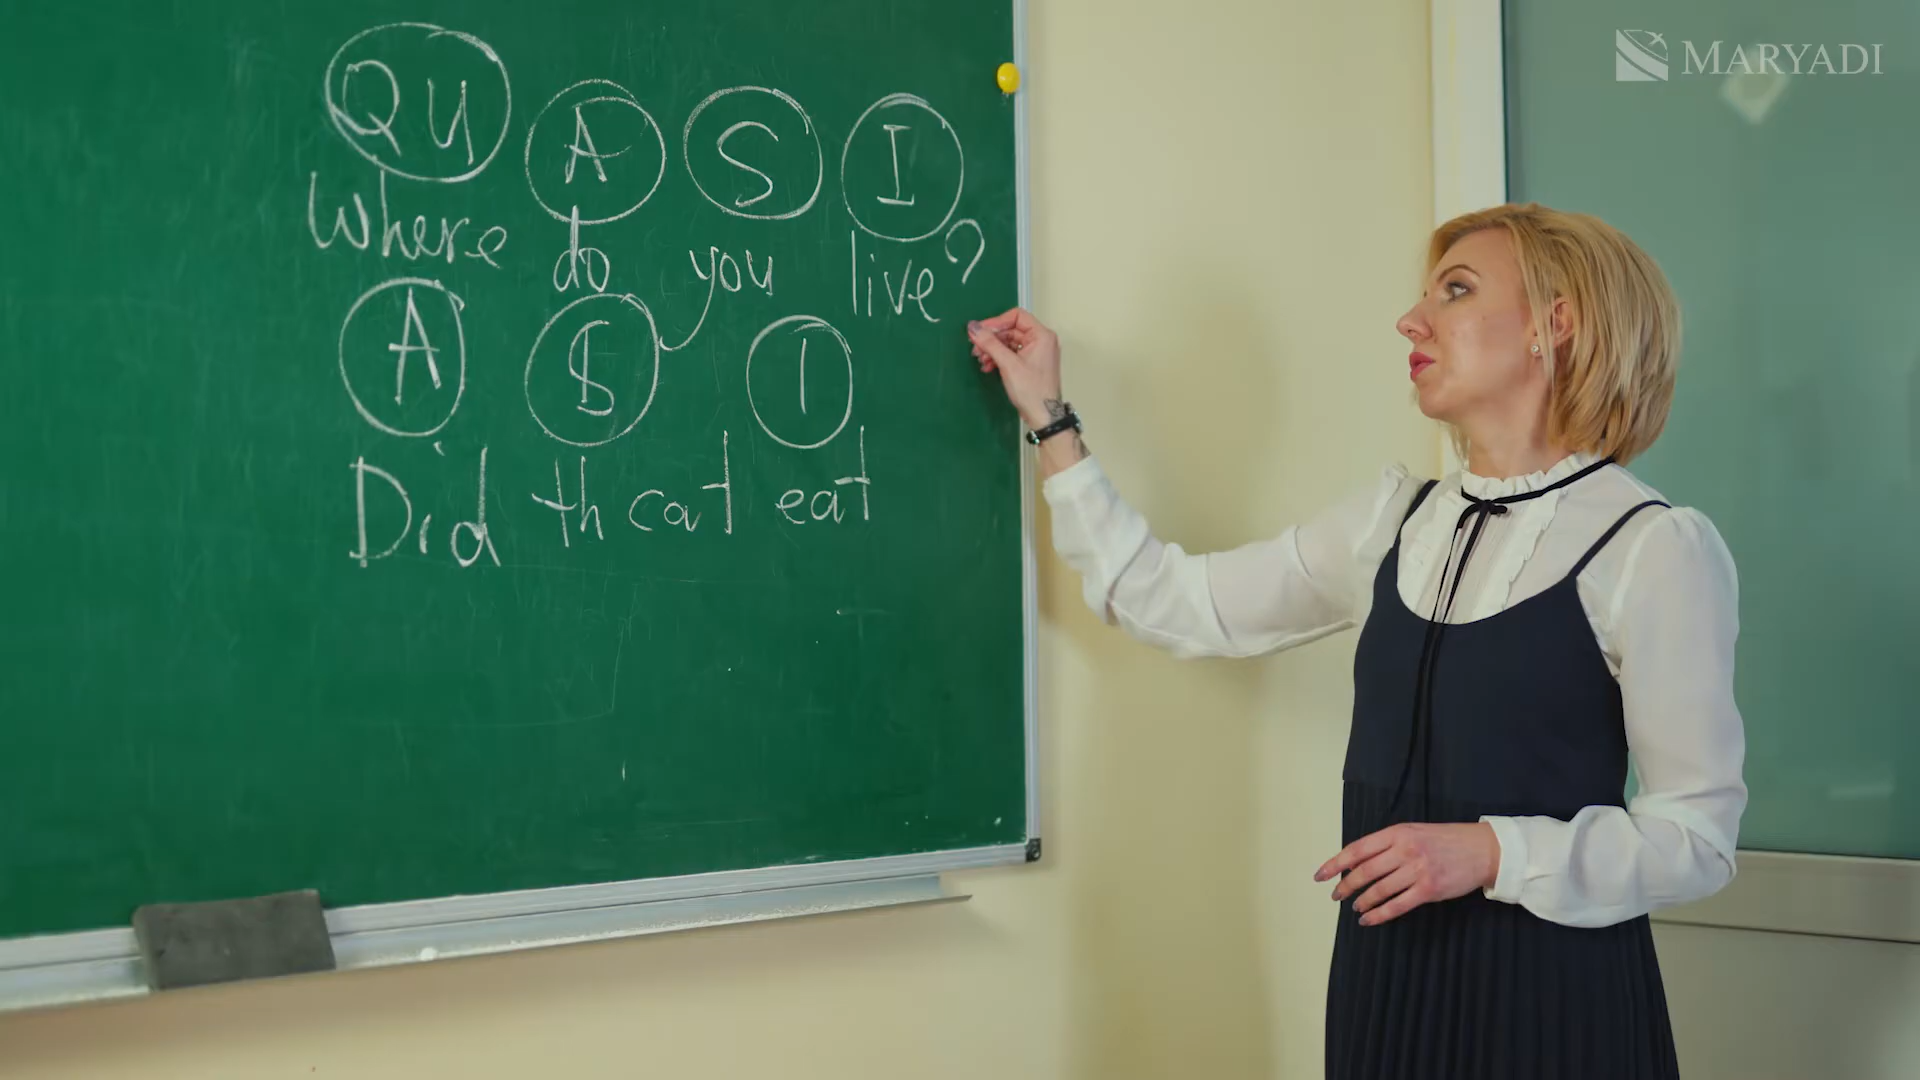 MARYADI
QU A S I
Where do you live?
A S I
Did th cat eat